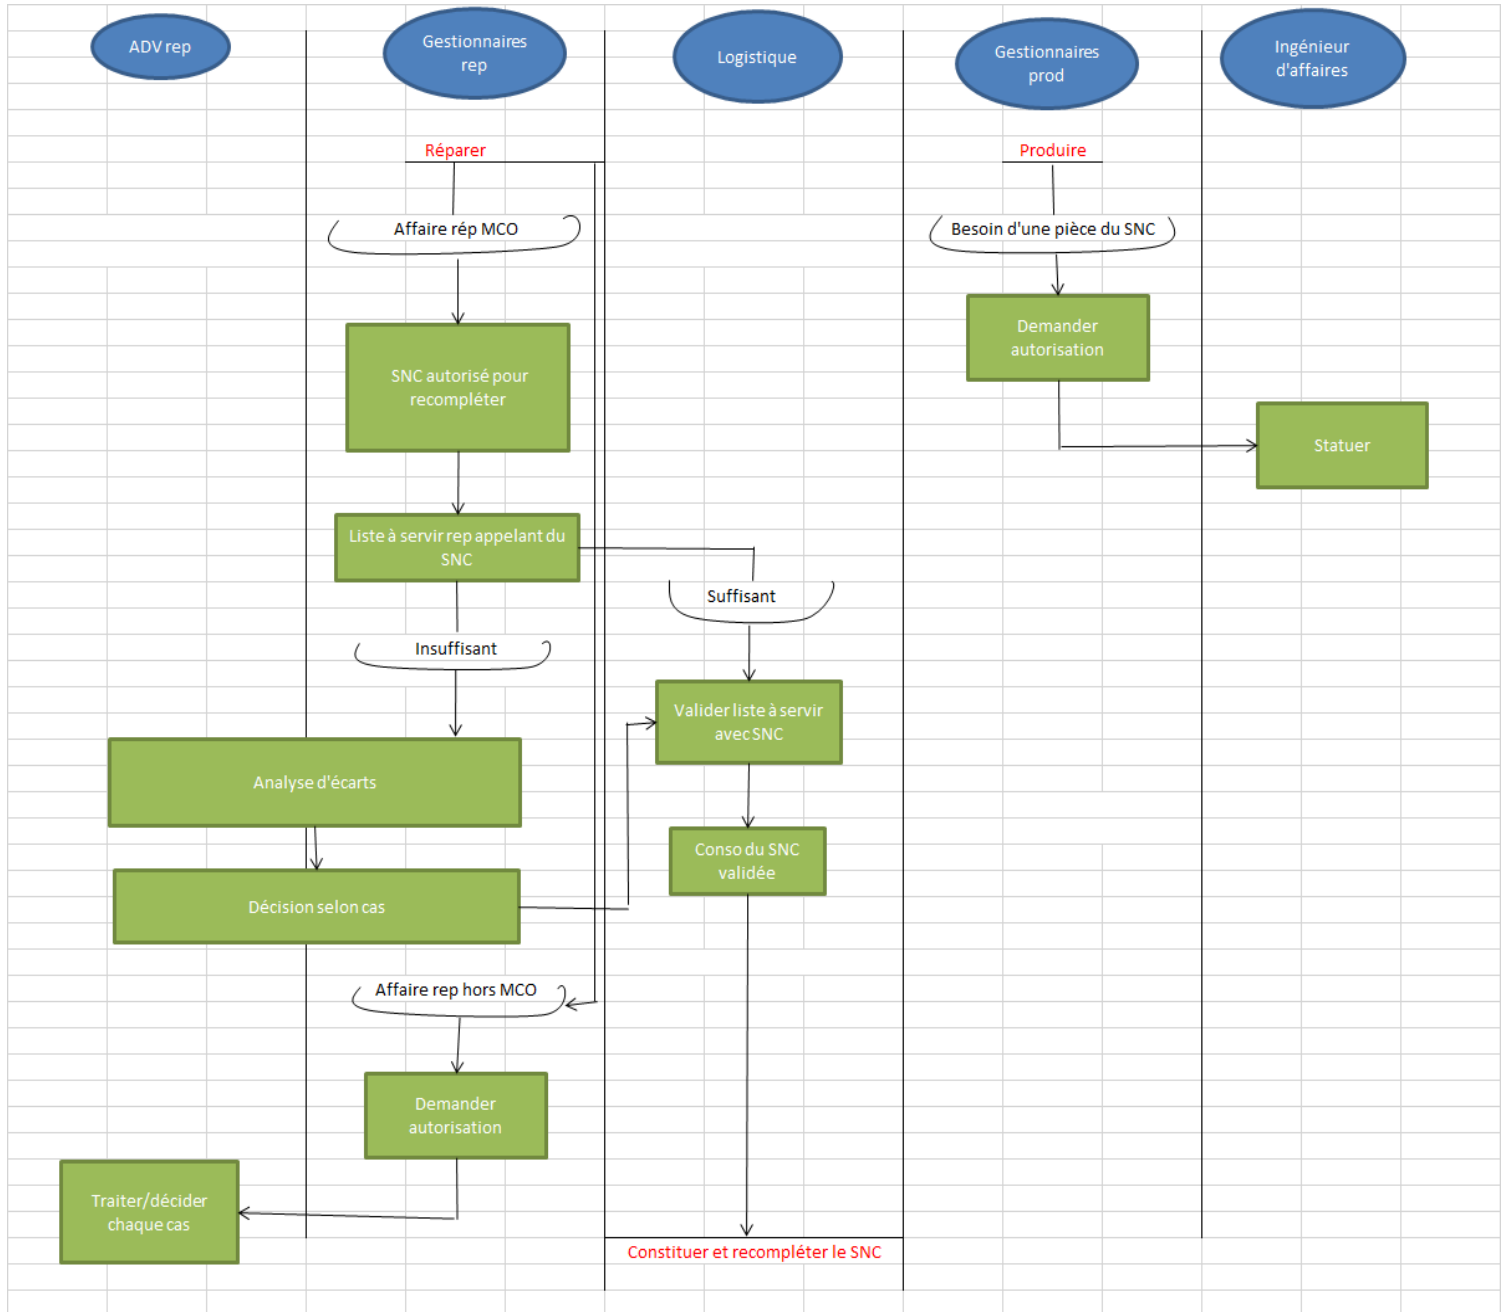 ADV rep
Gestionnaires
rep
Logistique
Gestionnaires
prod
Ingénieur
d'affaires
Réparer
Produire
Affaire rép MCO
Besoin d'une pièce du SNC
Demander
autorisation
SNC autorisé pour
recompléter
Statuer
Liste à servir rep appelant du
SNC
Suffisant
Insuffisant
Valider liste à servir
avec SNC
Analyse d'écarts
Conso du SNC
validée
Décision selon cas
Affaire rep hors MCO
Demander
autorisation
Traiter/décider
chaque cas
Constituer et recompléter le SNC